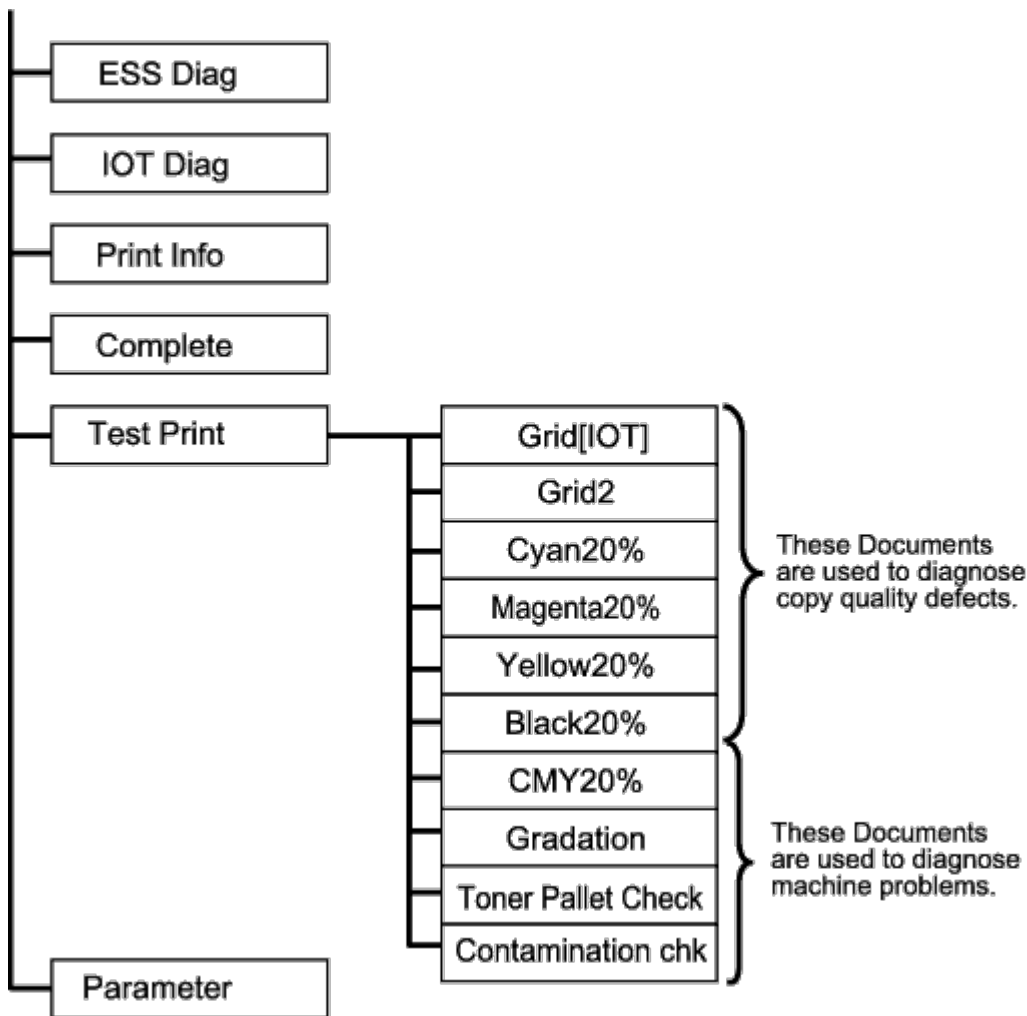 ESS Diag
IOT Diag
Print Info
Complete
Test Print
Grid[IOT]
Grid2
Cyan20%
Magenta20%
Yellow20%
Black20%
CMY20%
Gradation
Toner Pallet Check
Contamination chk
These Documents
are used to diagnose
copy quality defects.
These Documents
are used to diagnose
machine problems.
Parameter